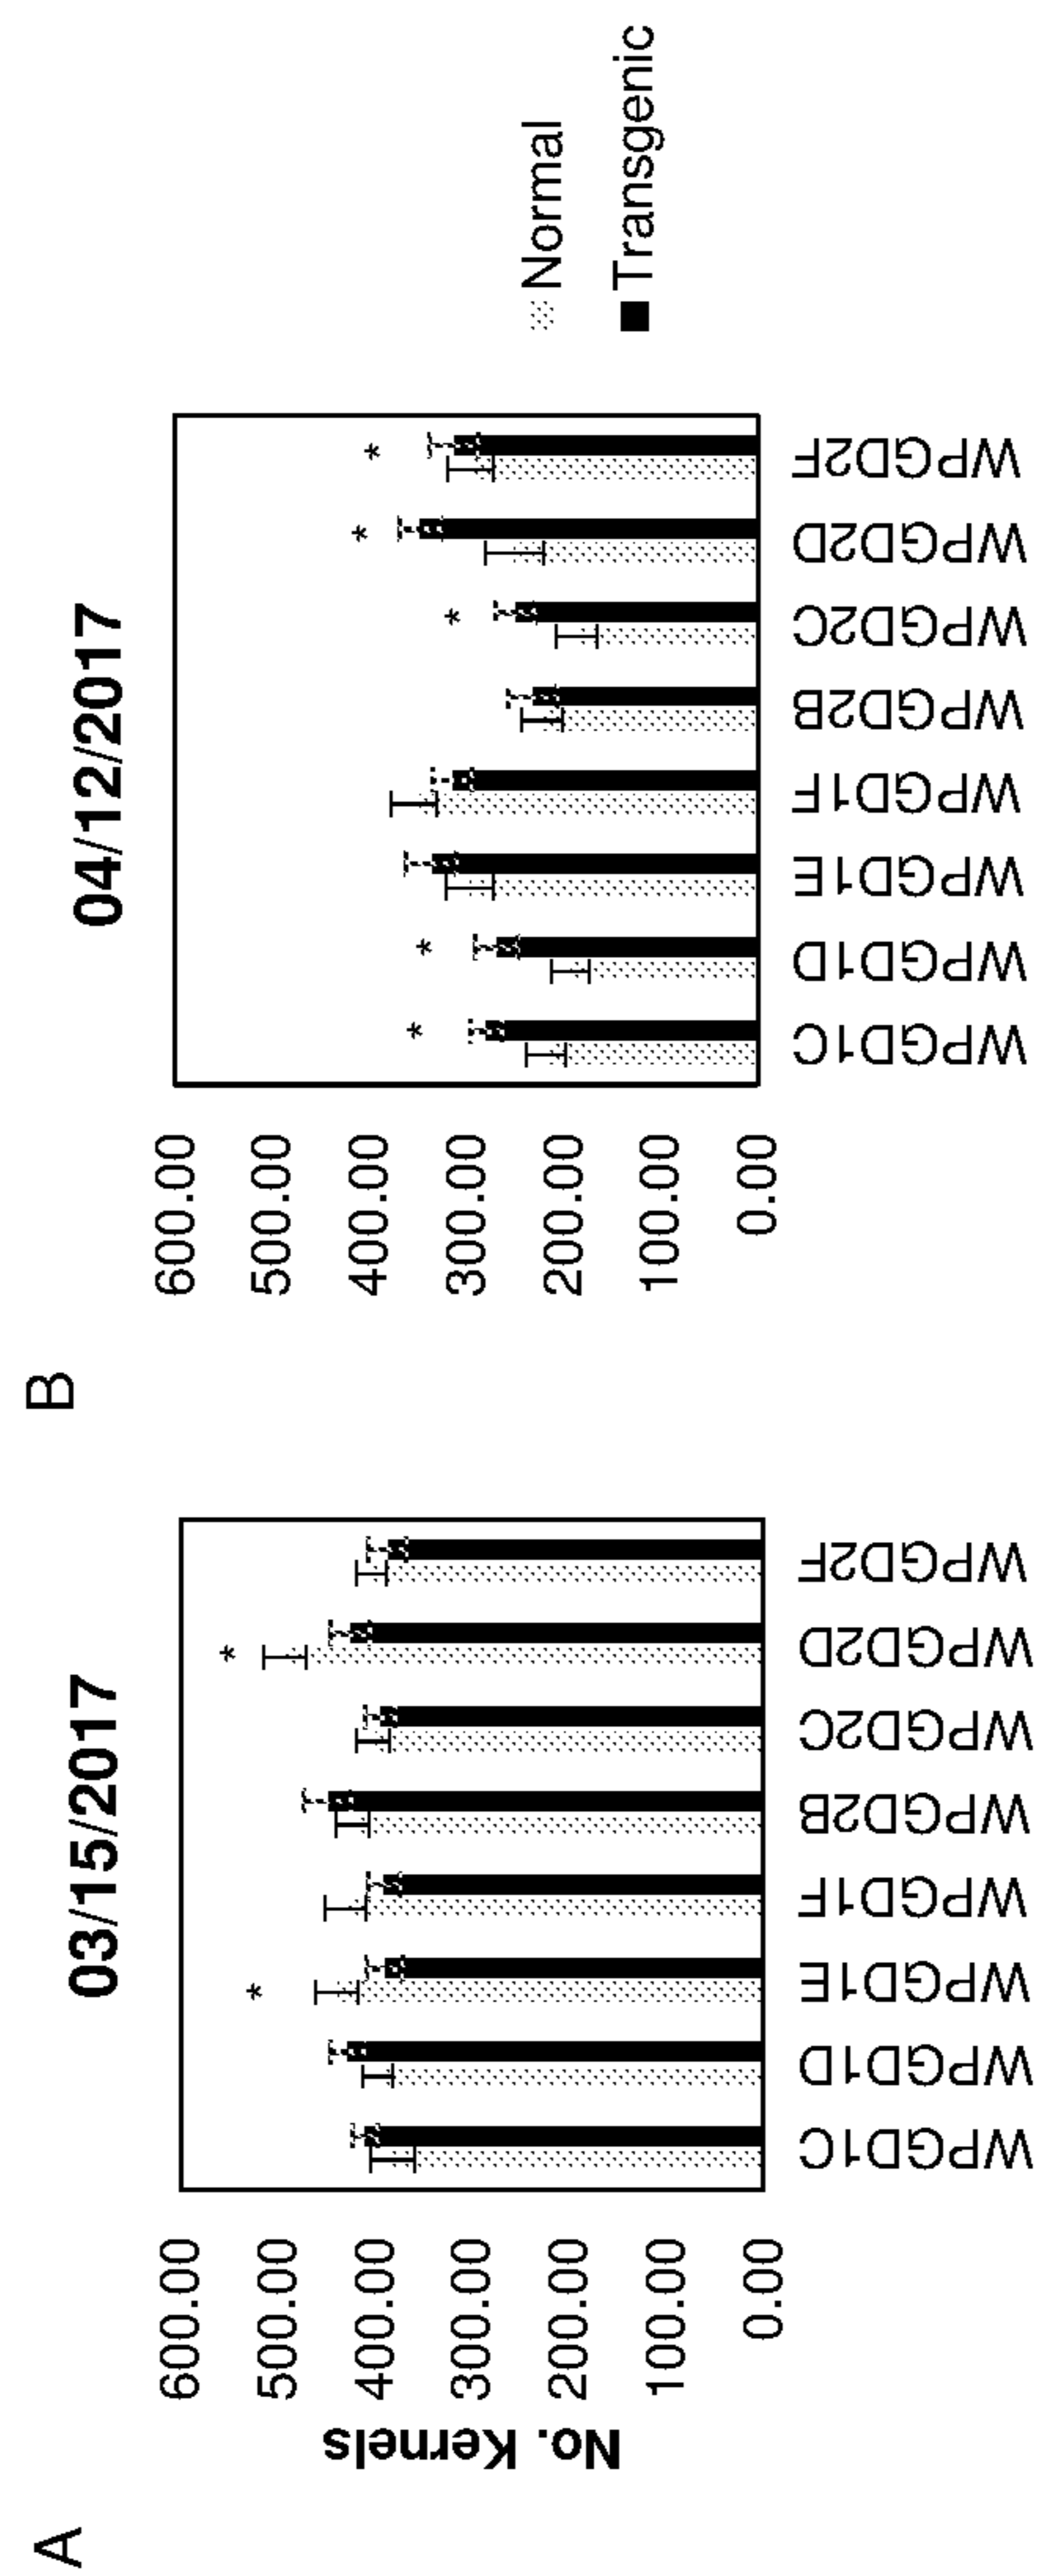 A
03/15/2017
No. Kernels
600.00
500.00
400.00
300.00
200.00
100.00
0.00
*
*
WPGD1C
WPGD1D
WPGD1E
WPGD1F
WPGD2B
WPGD2C
WPGD2D
WPGD2F
B
04/12/2017
600.00
500.00
400.00
300.00
200.00
100.00
0.00
*
*
*
*
*
WPGD1C
WPGD1D
WPGD1E
WPGD1F
WPGD2B
WPGD2C
WPGD2D
WPGD2F
Normal
Transgenic